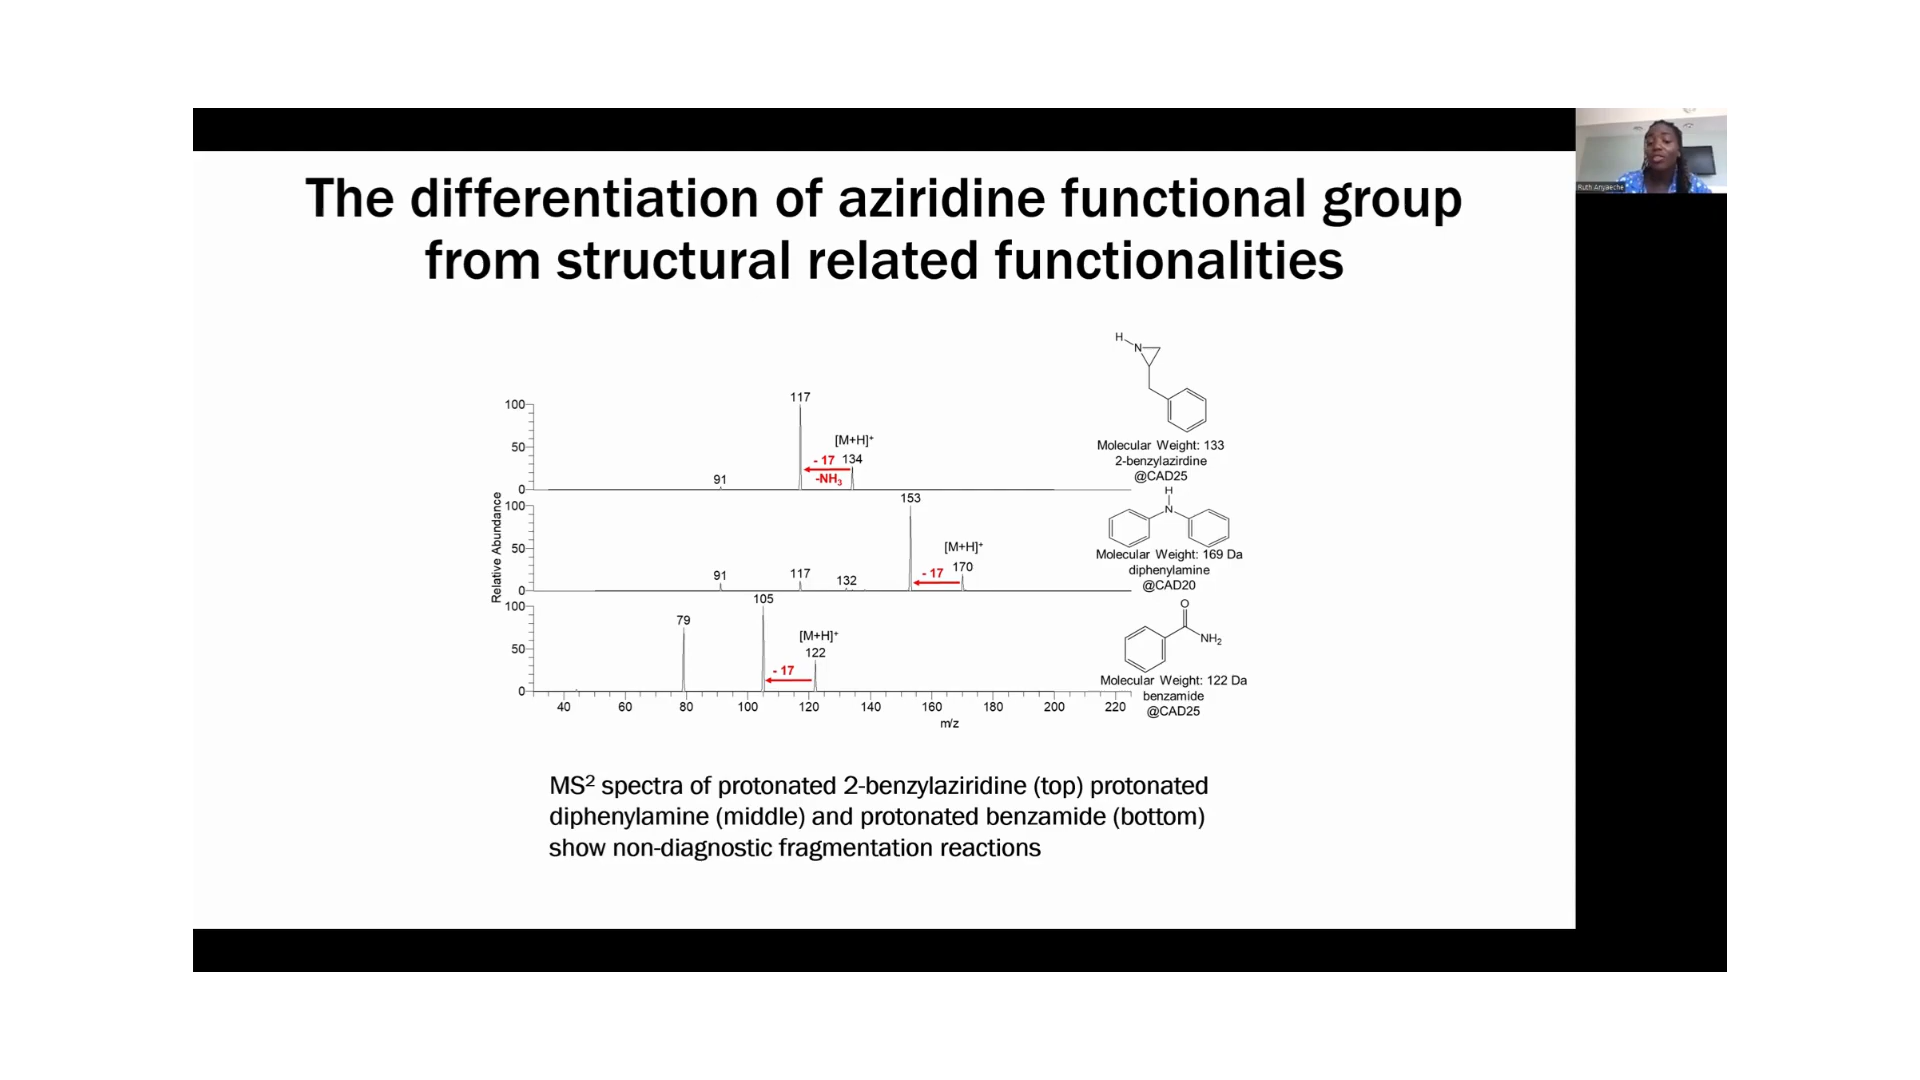 The differentiation of aziridine functional group
from structural related functionalities
Ruth Anyaeche
H
N
Molecular Weight: 133
2-benzylazirdine
@CAD25
100
50
0
117
[M+H]+
- 17
134
-NH3
91
H
N
Molecular Weight: 169 Da
diphenylamine
@CAD20
Relative Abundance
100
50
0
153
[M+H]+
170
- 17
91
117
132
O
NH2
Molecular Weight: 122 Da
benzamide
@CAD25
100
50
0
105
79
[M+H]+
122
- 17
40 60 80 100 120 140 160 180 200 220
m/z
MS2 spectra of protonated 2-benzylaziridine (top) protonated
diphenylamine (middle) and protonated benzamide (bottom)
show non-diagnostic fragmentation reactions